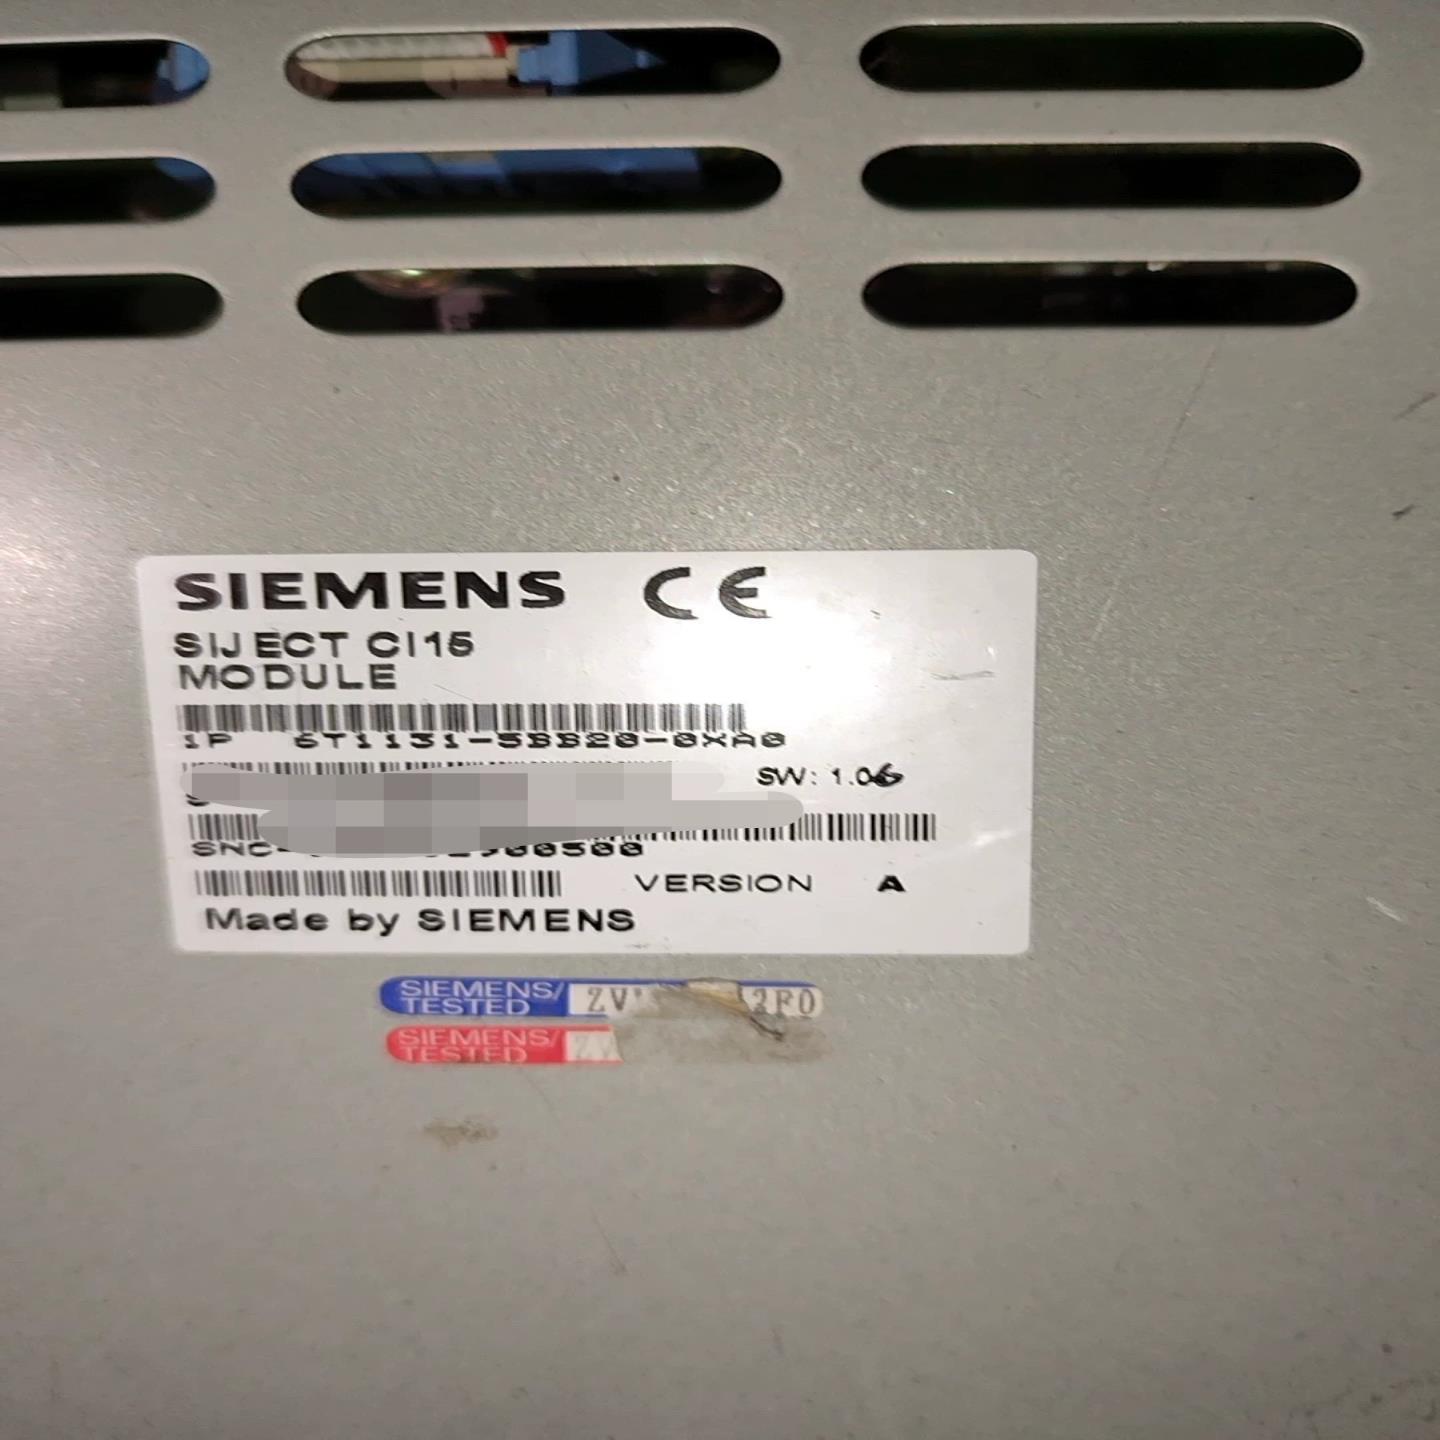 SIEMENS CE
SIJECT CI15
MODULE
1P 6T1131-5BB20-0XA0
SW: 1.06
VERSION A
Made by SIEMENS
SIEMENS/
TESTED
SIEMENS/
TESTED